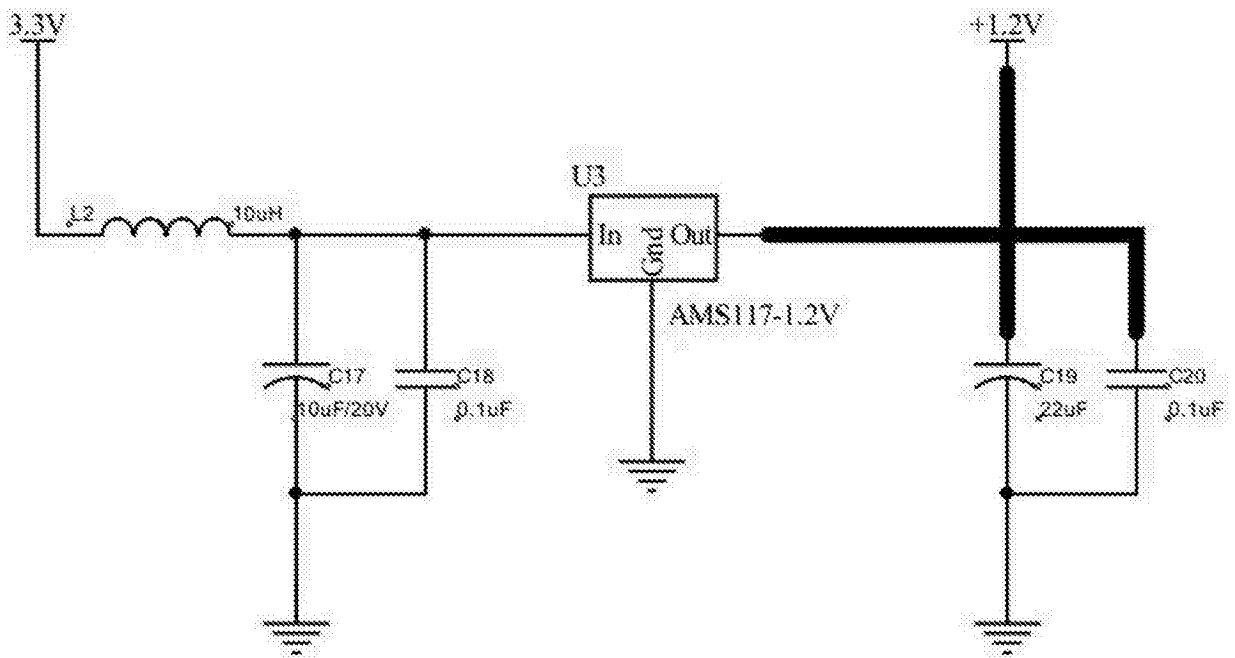 3.3V
+1.2V
U3
L2
10uH
In
Gnd
Out
AMS117-1.2V
C17
10uF/20V
C18
0.1uF
C19
22uF
C20
0.1uF